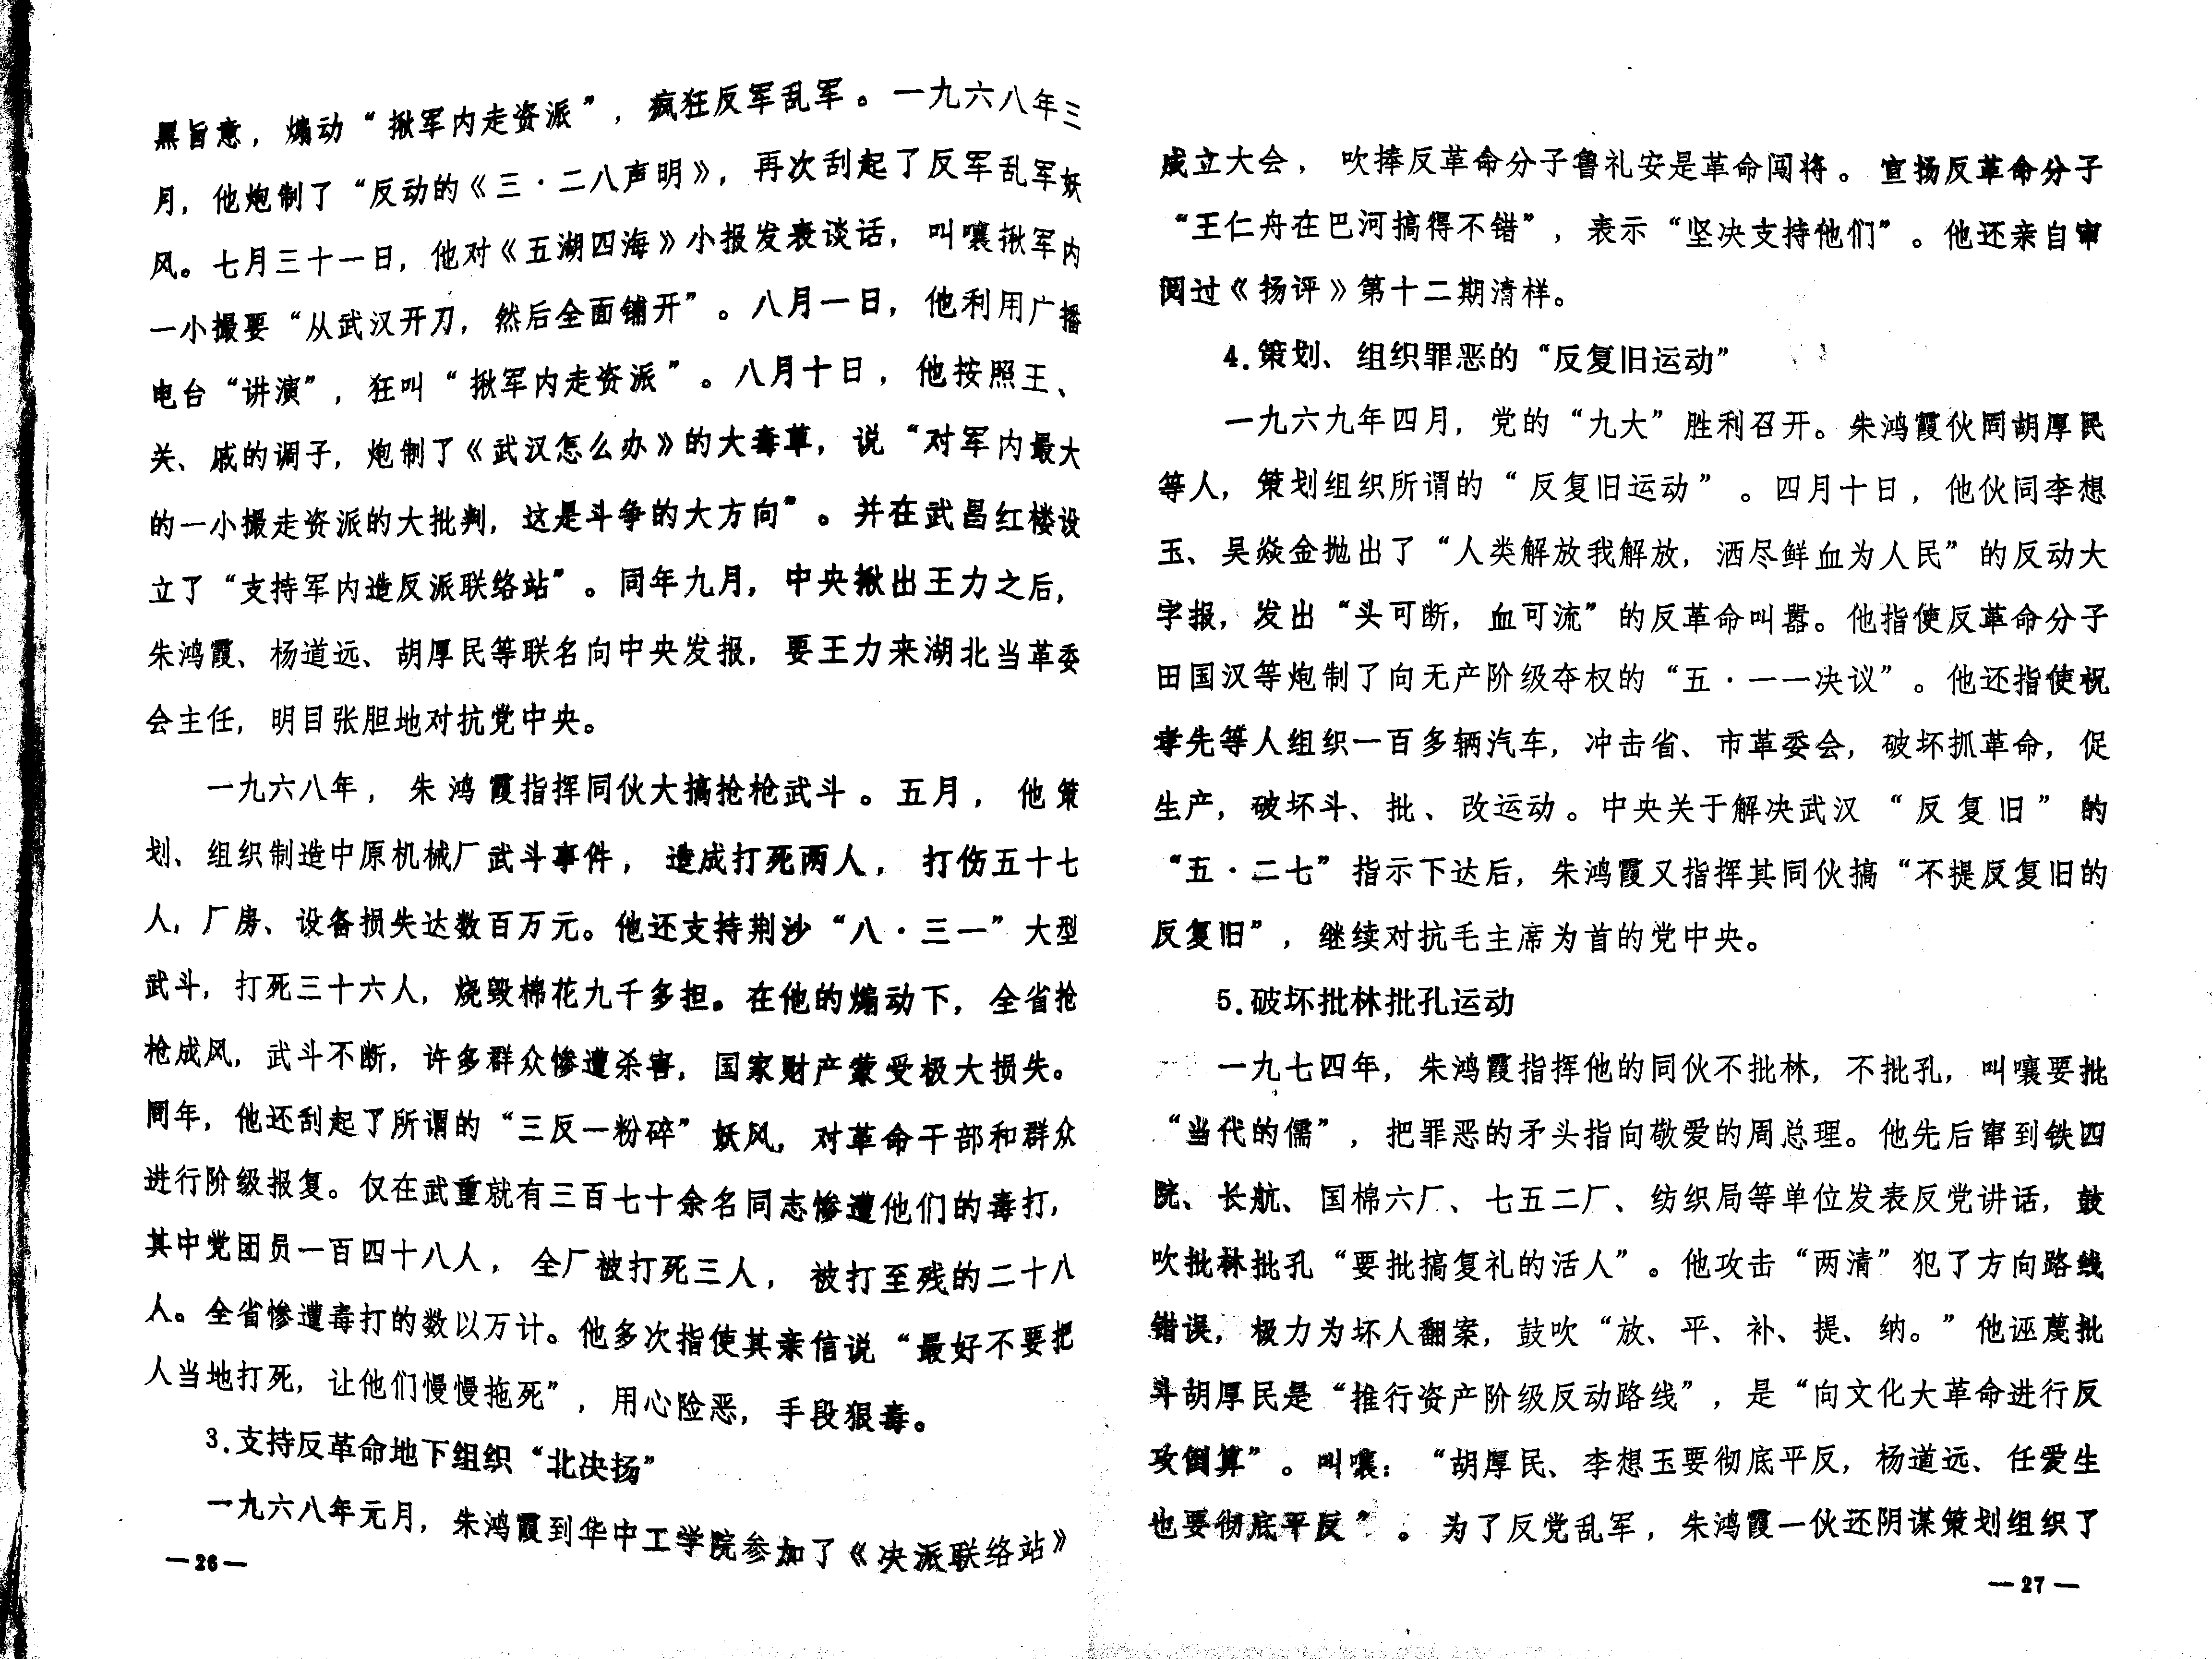 黑旨意，煽动“揪军内走资派”，疯狂反军乱军。一九六八年三
月，他炮制了“反动的《三·二八声明》，再次刮起了反军乱军妖
风。七月三十一日，他对《五湖四海》小报发表谈话，叫嚷揪军内
一小撮要“从武汉开刀，然后全面铺开”。八月一日，他利用广播
电台“讲演”，狂叫“揪军内走资派”。八月十日，他按照王、
关、戚的调子，炮制了《武汉怎么办》的大毒草，说“对军内最大
的一小撮走资派的大批判，这是斗争的大方向”。并在武昌红楼设
立了“支持军内造反派联络站”。同年九月，中央揪出王力之后，
朱鸿霞、杨道远、胡厚民等联名向中央发报，要王力来湖北当革委
会主任，明目张胆地对抗党中央。
一九六八年，朱鸿霞指挥同伙大搞抢枪武斗。五月，他策
划、组织制造中原机械厂武斗事件，造成打死两人，打伤五十七
人，厂房、设备损失达数百万元。他还支持荆沙“八·三一”大型
武斗，打死三十六人，烧毁棉花九千多担。在他的煽动下，全省抢
枪成风，武斗不断，许多群众惨遭杀害，国家财产蒙受极大损失。
同年，他还刮起了所谓的“三反一粉碎”妖风，对革命干部和群众
进行阶级报复。仅在武重就有三百七十余名同志惨遭他们的毒打，
其中党团员一百四十八人，全厂被打死三人，被打至残的二十八
人。全省惨遭毒打的数以万计。他多次指使其亲信说“最好不要把
人当地打死，让他们慢慢拖死”，用心险恶，手段狠毒。
3.支持反革命地下组织“北决扬”
一九六八年元月，朱鸿霞到华中工学院参加了《决派联络站》
—26—
成立大会，吹捧反革命分子鲁礼安是革命闯将。宣扬反革命分子
“王仁舟在巴河搞得不错”，表示“坚决支持他们”。他还亲自审
阅过《扬评》第十二期清样。
4.策划、组织罪恶的“反复旧运动”
一九六九年四月，党的“九大”胜利召开。朱鸿霞伙同胡厚民
等人，策划组织所谓的“反复旧运动”。四月十日，他伙同李想
玉、吴焱金抛出了“人类解放我解放，洒尽鲜血为人民”的反动大
字报，发出“头可断，血可流”的反革命叫嚣。他指使反革命分子
田国汉等炮制了向无产阶级夺权的“五·一一决议”。他还指使祝
孝先等人组织一百多辆汽车，冲击省、市革委会，破坏抓革命，促
生产，破坏斗、批、改运动。中央关于解决武汉“反复旧”的
“五·二七”指示下达后，朱鸿霞又指挥其同伙搞“不提反复旧的
反复旧”，继续对抗毛主席为首的党中央。
5.破坏批林批孔运动
一九七四年，朱鸿霞指挥他的同伙不批林，不批孔，叫嚷要批
“当代的儒”，把罪恶的矛头指向敬爱的周总理。他先后窜到铁四
院、长航、国棉六厂、七五二厂、纺织局等单位发表反党讲话，鼓
吹批林批孔“要批搞复礼的活人”。他攻击“两清”犯了方向路线
错误，极力为坏人翻案，鼓吹“放、平、补、提、纳。”他诬蔑批
斗胡厚民是“推行资产阶级反动路线”，是“向文化大革命进行反
攻倒算”。叫嚷：“胡厚民、李想玉要彻底平反，杨道远、任爱生
也要彻底平反”。为了反党乱军，朱鸿霞一伙还阴谋策划组织了
—27—